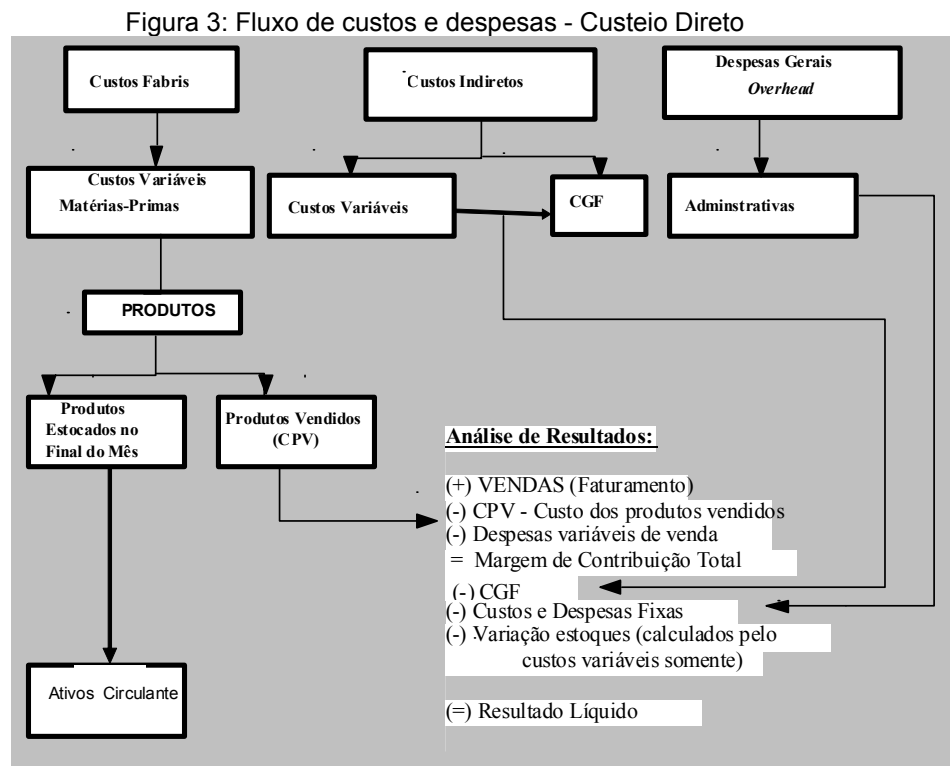 Figura 3: Fluxo de custos e despesas - Custeio Direto
Custos Fabris
Custos Indiretos
Despesas Gerais
Overhead
Custos Variáveis
Matérias-Primas
Custos Variáveis
CGF
Adminstrativas
PRODUTOS
Produtos
Estocados no
Final do Mês
Produtos Vendidos
(CPV)
Análise de Resultados:
(+) VENDAS (Faturamento)
(-) CPV - Custo dos produtos vendidos
(-) Despesas variáveis de venda
= Margem de Contribuição Total
(-) CGF
(-) Custos e Despesas Fixas
(-) Variação estoques (calculados pelo
custos variáveis somente)
(=) Resultado Líquido
Ativos Circulante